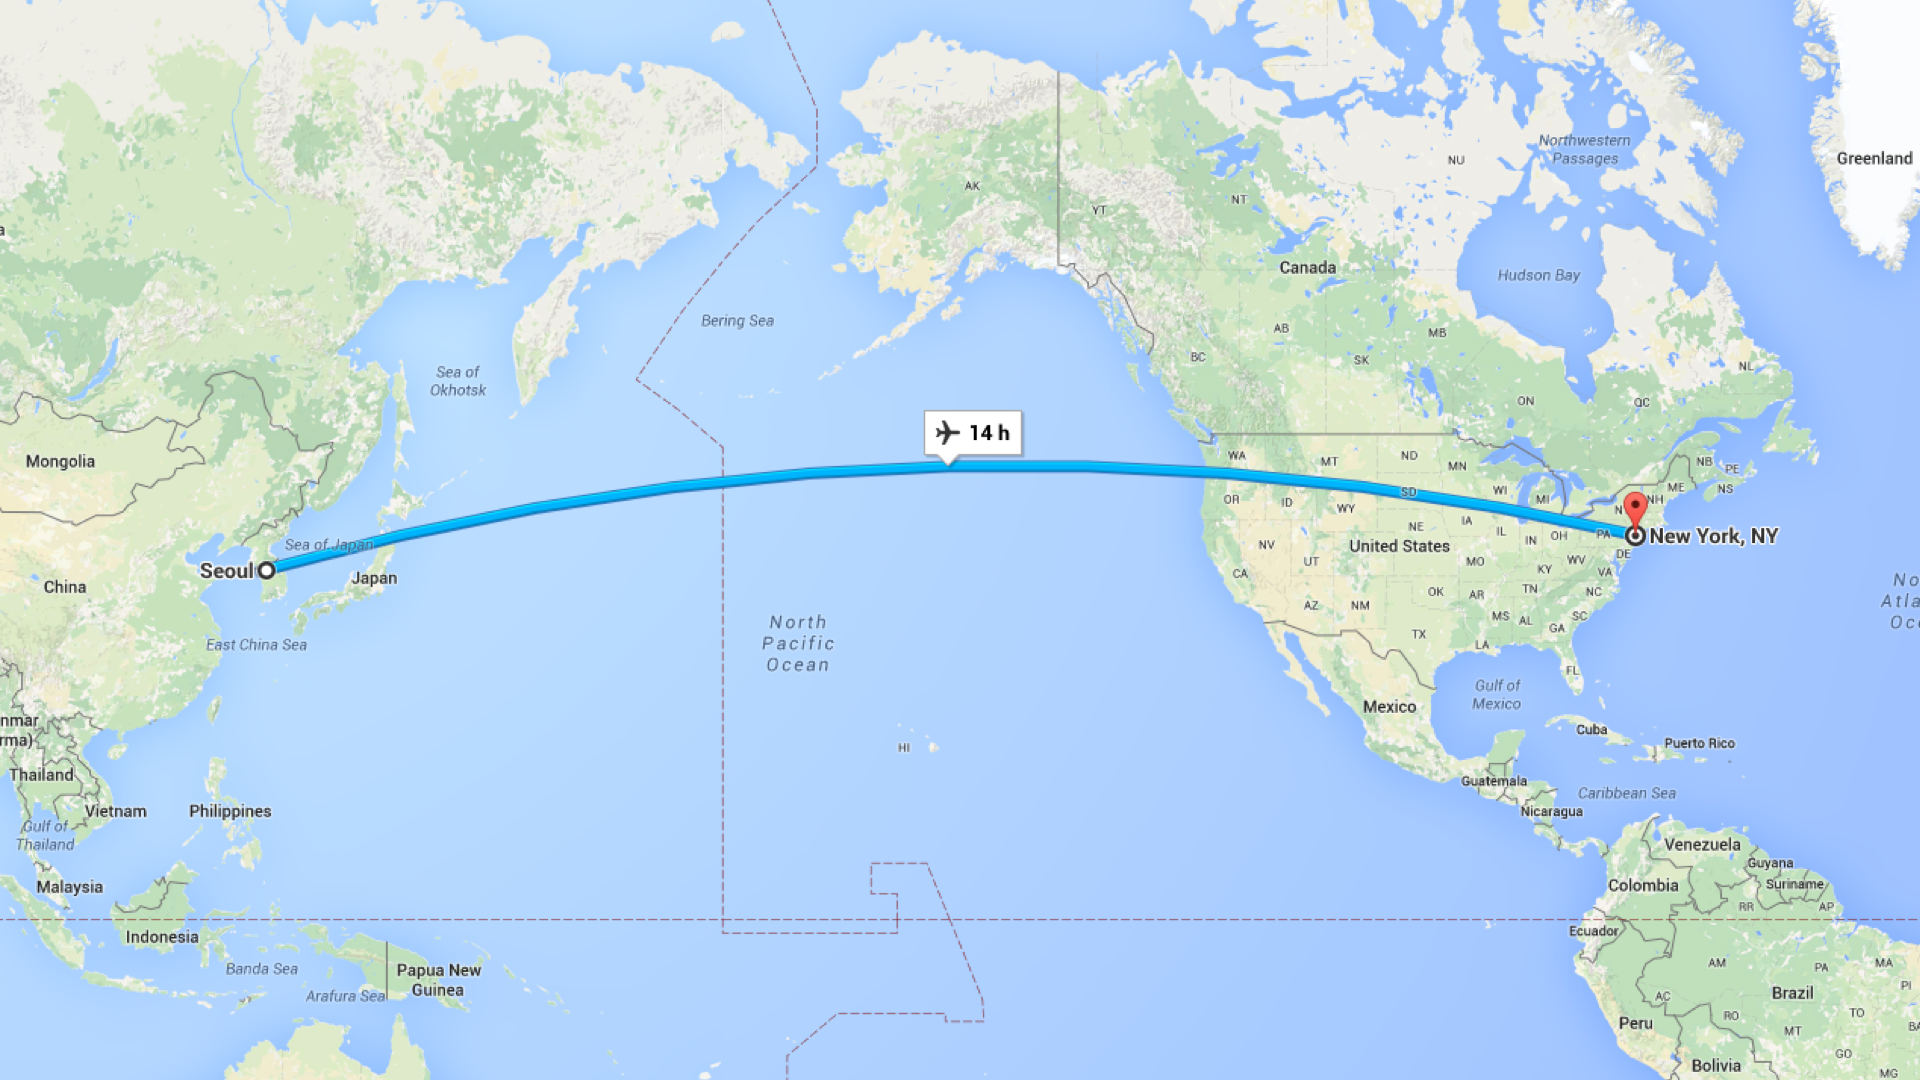 Greenland
Northwestern
Passages
NU
AK
NT
YT
Canada
Hudson Bay
Bering Sea
AB
MB
BC
SK
NL
Sea of
Okhotsk
ON
QC
14 h
Mongolia
WA
MT
ND
MN
NB
PE
ME
NS
SD
WI
MI
NH
OR
ID
WY
N
New York, NY
Sea of Japan
NV
United States
NE
IA
IL
IN
OH
PA
DE
Seoul
Japan
China
CA
UT
MO
KY
WV
VA
AZ
NM
OK
AR
TN
NC
MS
AL
GA
SC
TX
LA
FL
East China Sea
North
Pacific
Ocean
No
Atla
Oce
Gulf of
Mexico
Mexico
nmar
rma)
HI
Cuba
Puerto Rico
Thailand
Guatemala
Caribbean Sea
Vietnam
Philippines
Nicaragua
Gulf of
Thailand
Venezuela
Guyana
Malaysia
Colombia
Suriname
RR
AP
Indonesia
Ecuador
Banda Sea
Papua New
Guinea
AM
PA
MA
Arafura Sea
Brazil
PI
AC
RO
TO
Peru
MT
BA
GO
Bolivia
MG